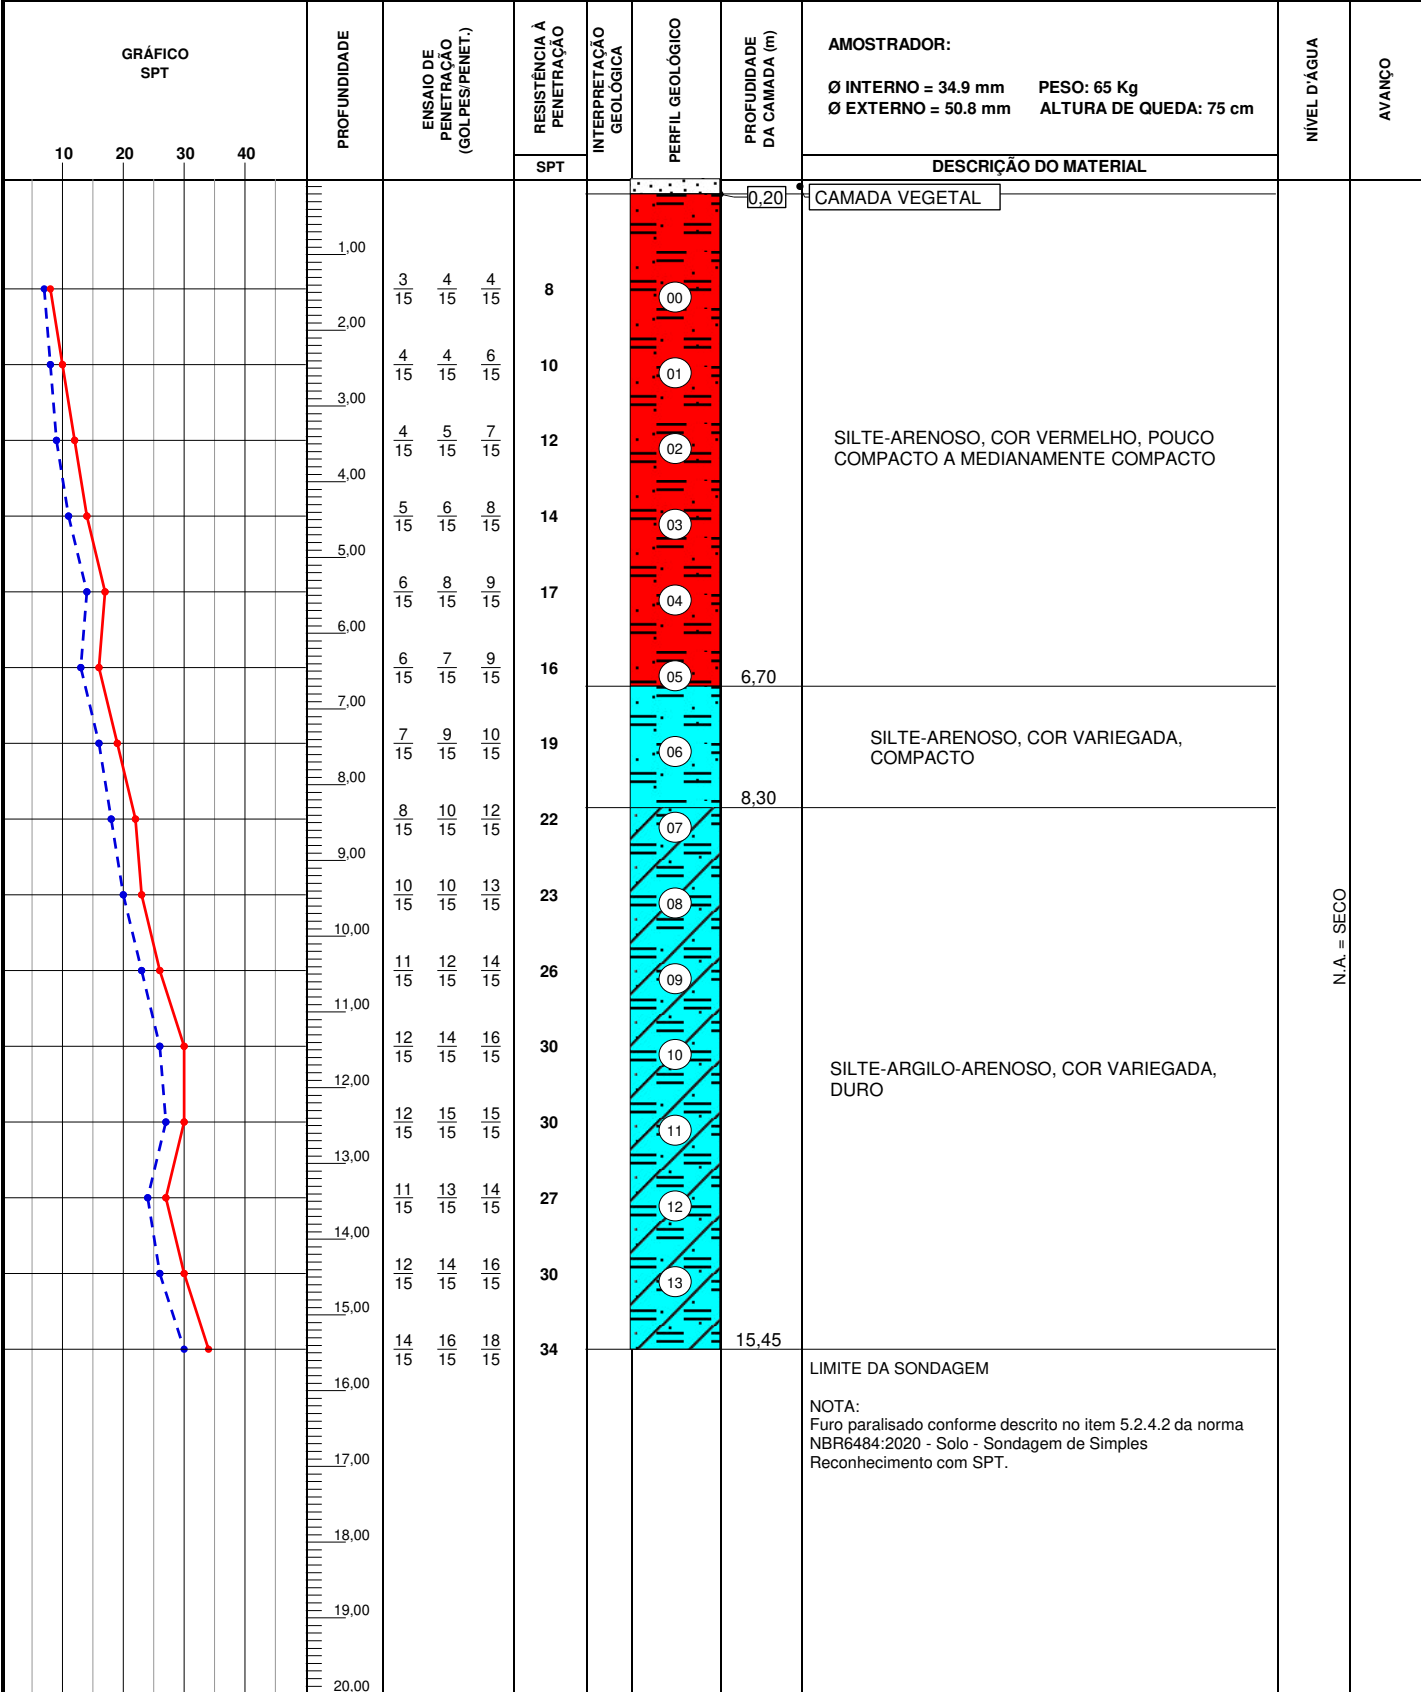 GRÁFICO
SPT
10 20 30 40
PROFUNDIDADE
ENSAIO DE
PENETRAÇÃO
(GOLPES/PENET.)
RESISTÊNCIA À
PENETRAÇÃO
SPT
INTERPRETAÇÃO
GEOLÓGICA
PERFIL GEOLÓGICO
PROFUDIDADE
DA CAMADA (m)
AMOSTRADOR:
Ø INTERNO = 34.9 mm PESO: 65 Kg
Ø EXTERNO = 50.8 mm ALTURA DE QUEDA: 75 cm
DESCRIÇÃO DO MATERIAL
NÍVEL D'ÁGUA
AVANÇO
0,20 CAMADA VEGETAL
1,00
3/15 4/15 4/15 8 00
2,00
4/15 4/15 6/15 10 01
3,00
4/15 5/15 7/15 12 02
SILTE-ARENOSO, COR VERMELHO, POUCO
COMPACTO A MEDIANAMENTE COMPACTO
4,00
5/15 6/15 8/15 14 03
5,00
6/15 8/15 9/15 17 04
6,00
6/15 7/15 9/15 16 05 6,70
7,00
7/15 9/15 10/15 19 06
SILTE-ARENOSO, COR VARIEGADA,
COMPACTO
8,00
8,30
8/15 10/15 12/15 22 07
9,00
10/15 10/15 13/15 23 08
N.A. = SECO
10,00
11/15 12/15 14/15 26 09
11,00
12/15 14/15 16/15 30 10
SILTE-ARGILO-ARENOSO, COR VARIEGADA,
DURO
12,00
12/15 15/15 15/15 30 11
13,00
11/15 13/15 14/15 27 12
14,00
12/15 14/15 16/15 30 13
15,00
14/15 16/15 18/15 34 15,45
LIMITE DA SONDAGEM
16,00
NOTA:
Furo paralisado conforme descrito no item 5.2.4.2 da norma
NBR6484:2020 - Solo - Sondagem de Simples
Reconhecimento com SPT.
17,00
18,00
19,00
20,00